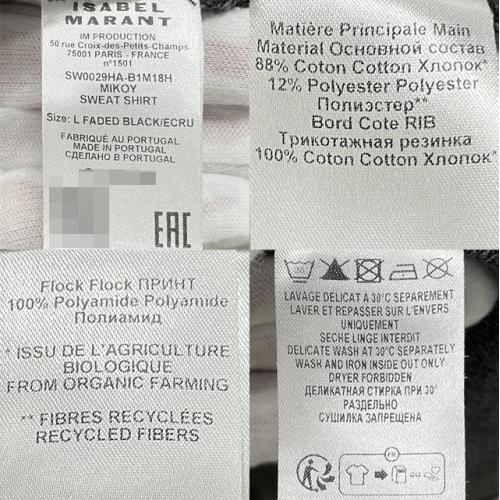 ISABEL
MARANT
IM PRODUCTION
50 rue Croix-des-Petits-Champs
75001 PARIS - FRANCE
n°1501
SW0029HA-B1M18H
MIKOY
SWEAT SHIRT
Size: L FADED BLACK/ECRU
FABRIQUÉ AU PORTUGAL
MADE IN PORTUGAL
СДЕЛАНО В PORTUGAL
EAC
Matière Principale Main
Material Основной состав
88% Coton Cotton Хлопок*
12% Polyester Polyester
Полиэстер**
Bord Cote RIB
Трикотажная резинка
100% Coton Cotton Хлопок*
Flock Flock ПРИНТ
100% Polyamide Polyamide
Полиамид
* ISSU DE L'AGRICULTURE
BIOLOGIQUE
FROM ORGANIC FARMING
** FIBRES RECYCLÉES
RECYCLED FIBERS
LAVAGE DELICAT A 30°C SEPAREMENT
LAVER ET REPASSER SUR L'ENVERS
UNIQUEMENT
SECHE LINGE INTERDIT
DELICATE WASH AT 30°C SEPARATELY
WASH AND IRON INSIDE OUT ONLY
DRYER FORBIDDEN
ДЕЛИКАТНАЯ СТИРКА ПРИ 30°
РАЗДЕЛЬНО
СУШИЛКА ЗАПРЕЩЕНА
FR